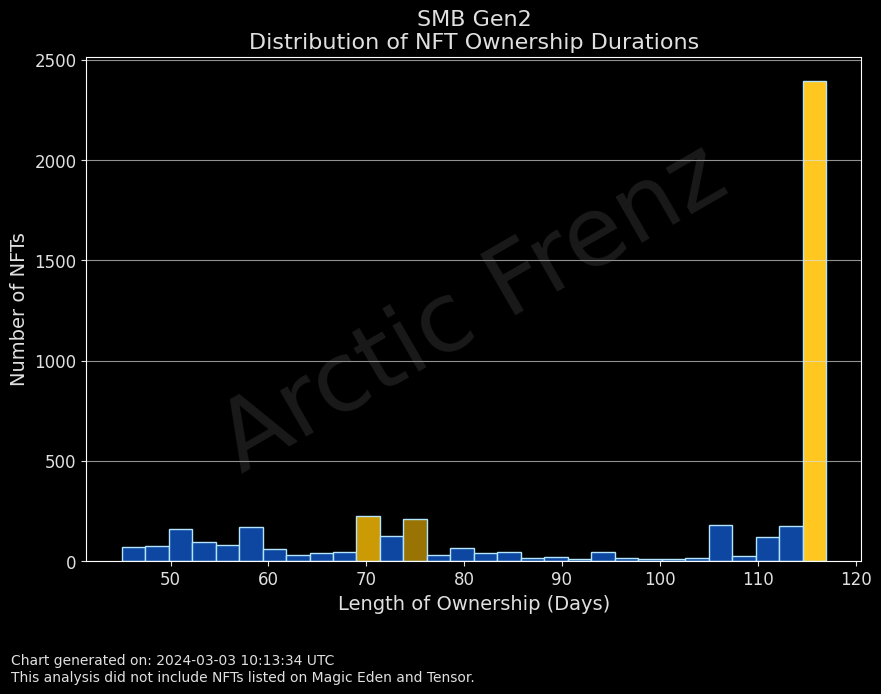 SMB Gen2
Distribution of NFT Ownership Durations
Number of NFTs
2500
2000
1500
1000
500
0
Arctic Frenz
50 60 70 80 90 100 110 120
Length of Ownership (Days)
Chart generated on: 2024-03-03 10:13:34 UTC
This analysis did not include NFTs listed on Magic Eden and Tensor.